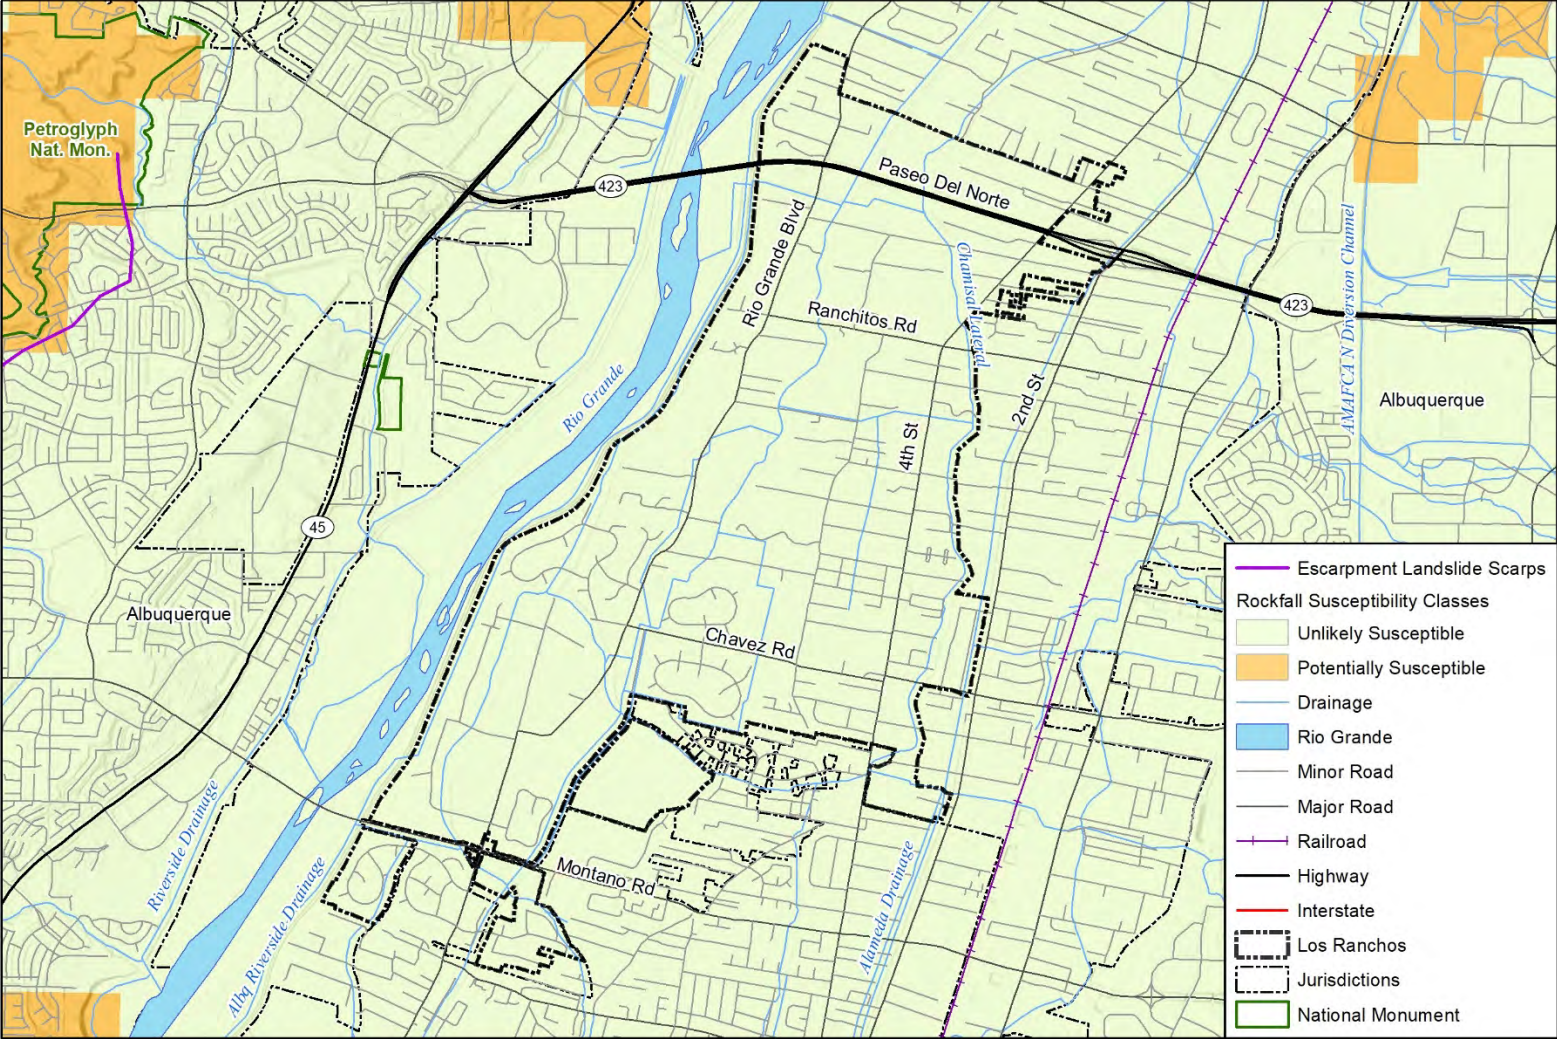 Petroglyph
Nat. Mon.
423
Paseo Del Norte
Rio Grande Blvd
Chamisal Lateral
Ranchitos Rd
423
AMAFCA N Diversion Channel
Rio Grande
2nd St
Albuquerque
4th St
45
Albuquerque
Chavez Rd
Riverside Drainage
Albq Riverside Drainage
Montano Rd
Alameda Drainage
Escarpment Landslide Scarps
Rockfall Susceptibility Classes
Unlikely Susceptible
Potentially Susceptible
Drainage
Rio Grande
Minor Road
Major Road
Railroad
Highway
Interstate
Los Ranchos
Jurisdictions
National Monument